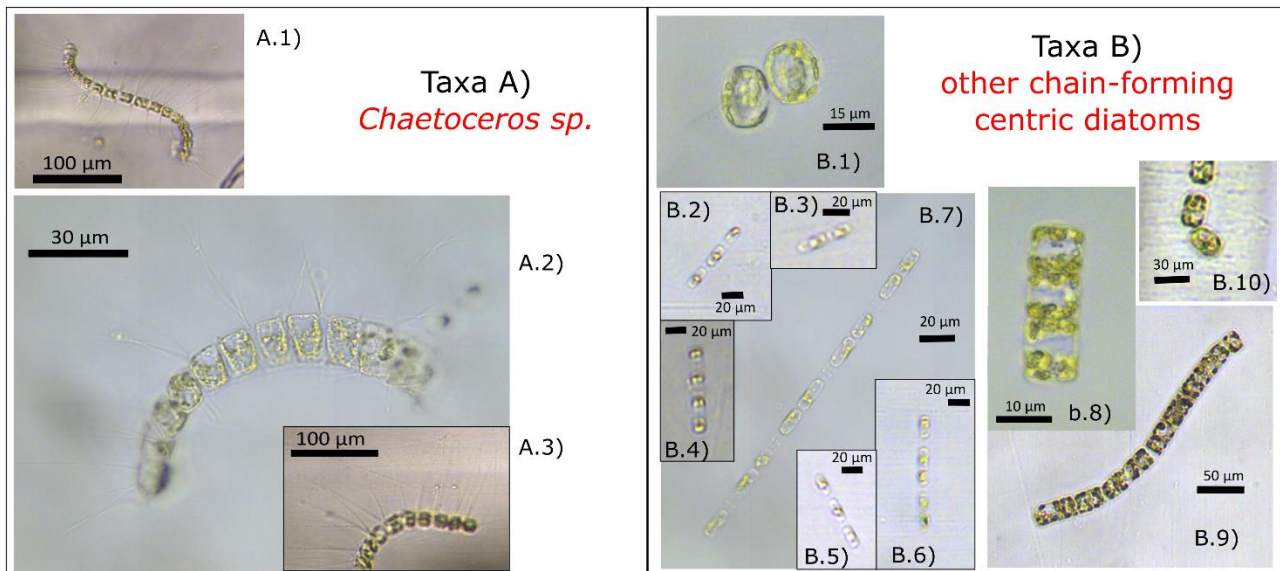 A.1)
Taxa A)
Chaetoceros sp.
100 µm
30 µm
A.2)
100 µm
A.3)
Taxa B)
other chain-forming
centric diatoms
15 µm
B.1)
B.2)
20 µm
B.3)
20 µm
B.7)
20 µm
20 µm
B.4)
20 µm
B.5)
20 µm
B.6)
10 µm
b.8)
30 µm
B.10)
50 µm
B.9)